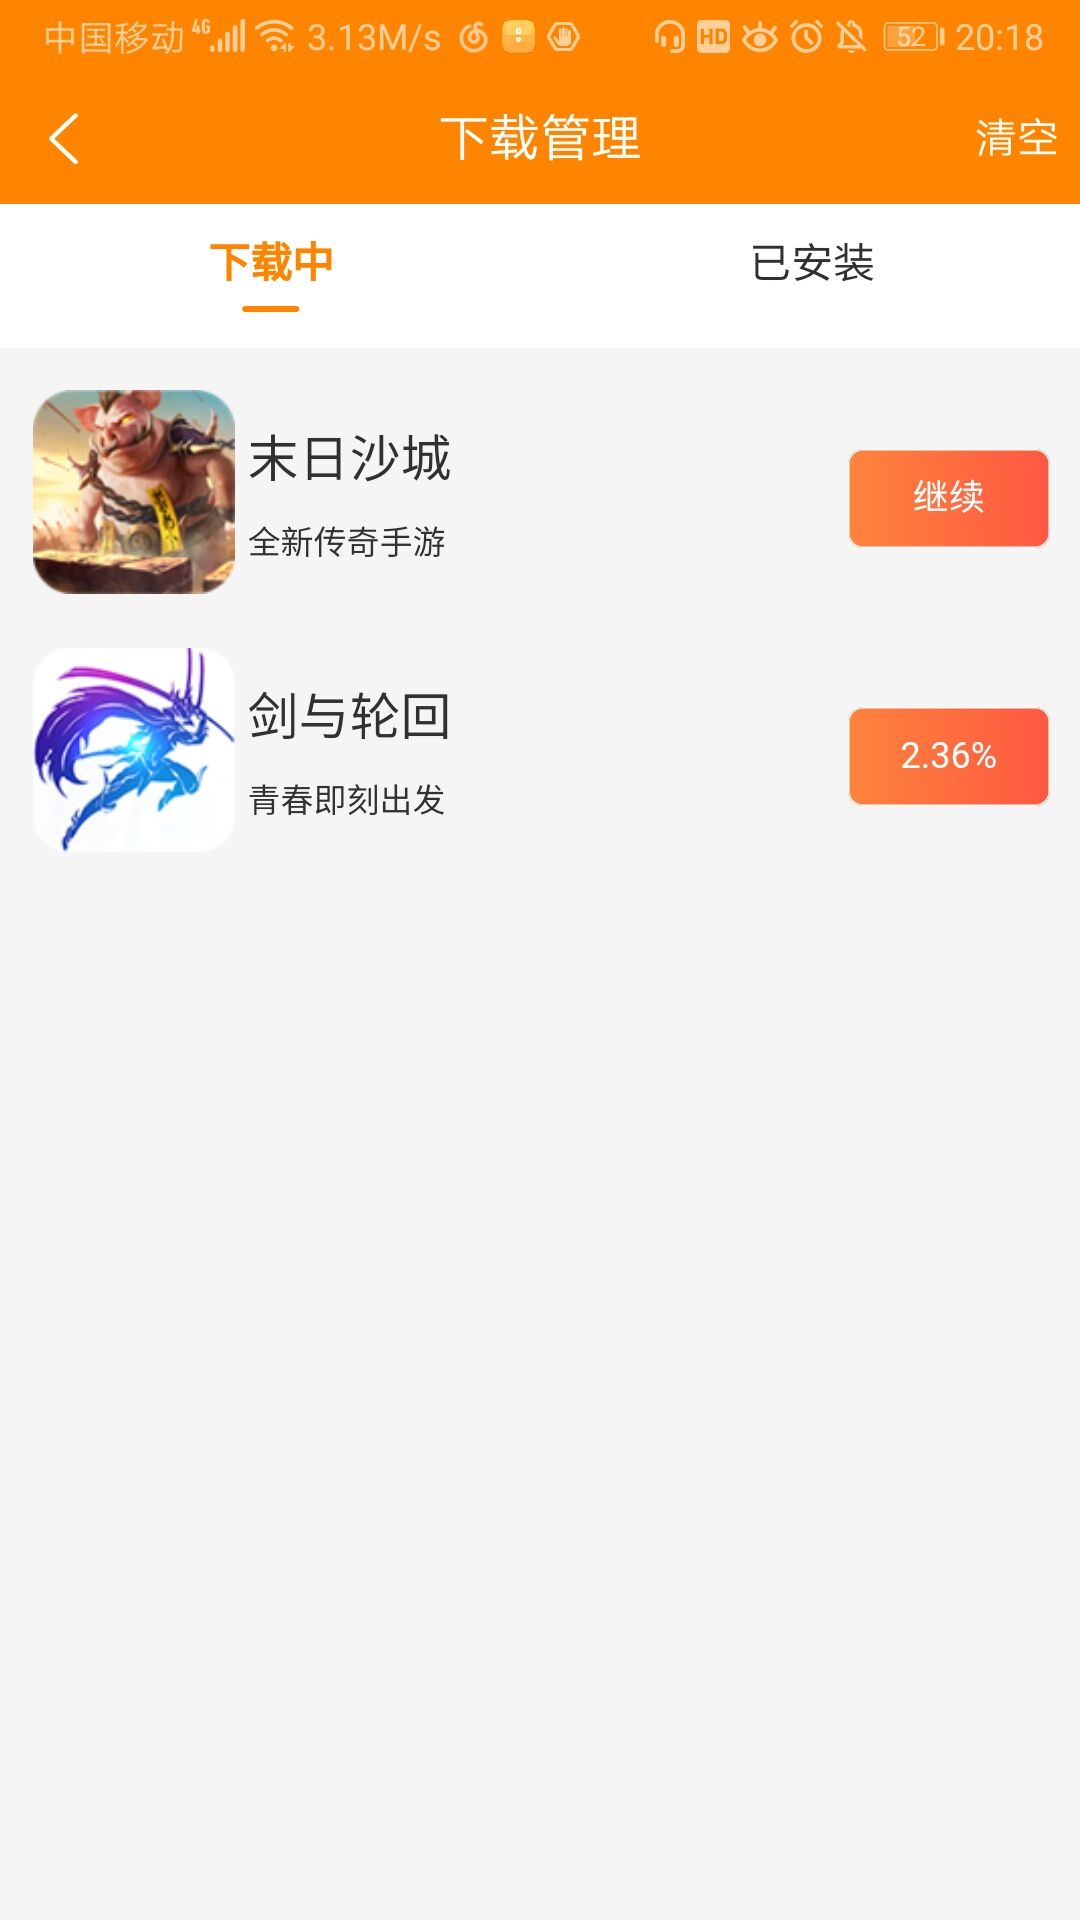 中国移动 4G 3.13M/s HD 52 20:18
下载管理 清空
下载中 已安装
末日沙城
全新传奇手游
继续
剑与轮回
青春即刻出发
2.36%